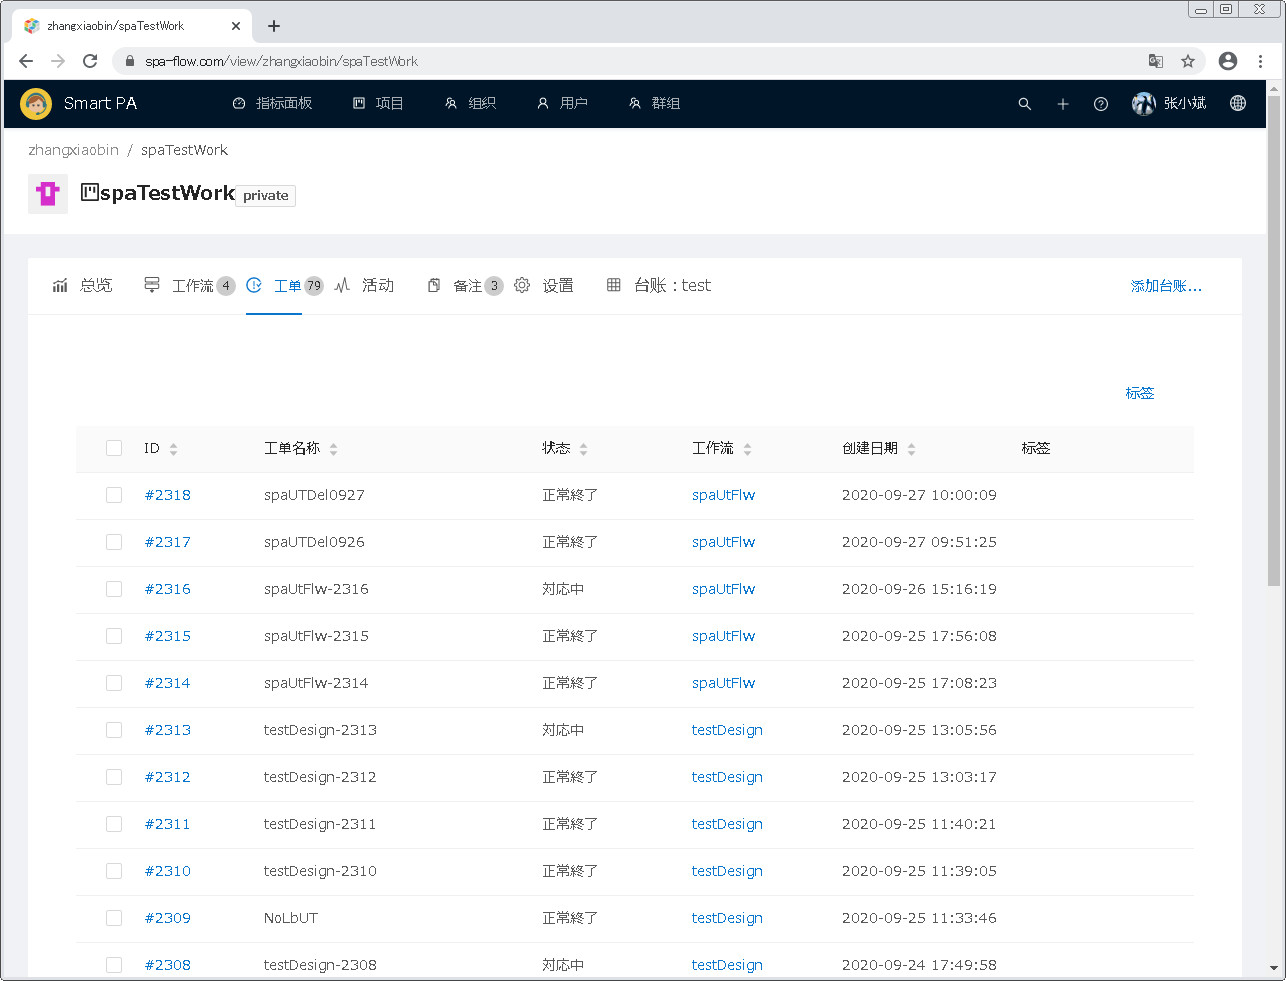 zhangxiaobin/spaTestWork
spa-flow.com/view/zhangxiaobin/spaTestWork
Smart PA 指标面板 项目 组织 用户 群组 张小斌
zhangxiaobin / spaTestWork
spaTestWork private
总览 工作流 4 工单 79 活动 备注 3 设置 台账：test 添加台账...
标签
ID 工单名称 状态 工作流 创建日期 标签
#2318 spaUTDel0927 正常終了 spaUtFlw 2020-09-27 10:00:09
#2317 spaUTDel0926 正常終了 spaUtFlw 2020-09-27 09:51:25
#2316 spaUtFlw-2316 対応中 spaUtFlw 2020-09-26 15:16:19
#2315 spaUtFlw-2315 正常終了 spaUtFlw 2020-09-25 17:56:08
#2314 spaUtFlw-2314 正常終了 spaUtFlw 2020-09-25 17:08:23
#2313 testDesign-2313 対応中 testDesign 2020-09-25 13:05:56
#2312 testDesign-2312 正常終了 testDesign 2020-09-25 13:03:17
#2311 testDesign-2311 正常終了 testDesign 2020-09-25 11:40:21
#2310 testDesign-2310 正常終了 testDesign 2020-09-25 11:39:05
#2309 NoLbUT 正常終了 testDesign 2020-09-25 11:33:46
#2308 testDesign-2308 対応中 testDesign 2020-09-24 17:49:58